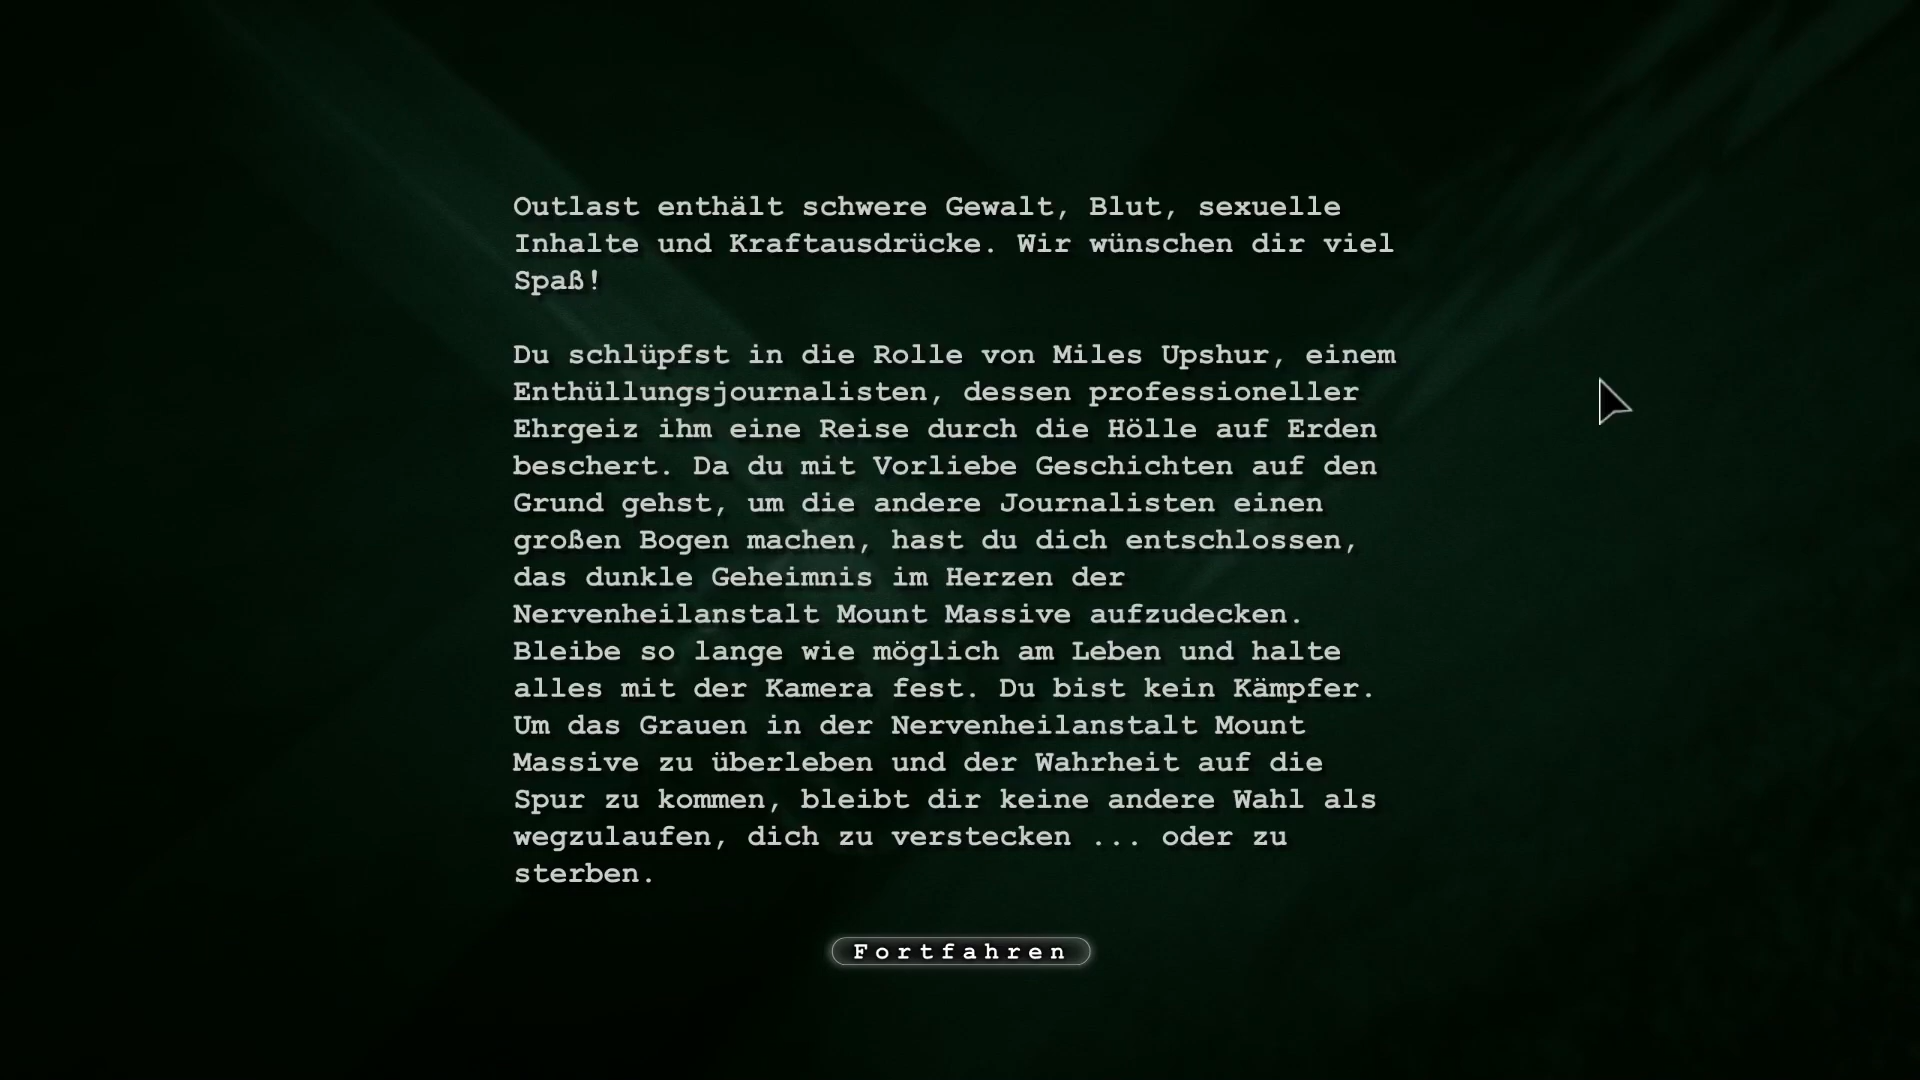 Outlast enthält schwere Gewalt, Blut, sexuelle
Inhalte und Kraftausdrücke. Wir wünschen dir viel
Spaß!
Du schlüpfst in die Rolle von Miles Upshur, einem
Enthüllungsjournalisten, dessen professioneller
Ehrgeiz ihm eine Reise durch die Hölle auf Erden
beschert. Da du mit Vorliebe Geschichten auf den
Grund gehst, um die andere Journalisten einen
großen Bogen machen, hast du dich entschlossen,
das dunkle Geheimnis im Herzen der
Nervenheilanstalt Mount Massive aufzudecken.
Bleibe so lange wie möglich am Leben und halte
alles mit der Kamera fest. Du bist kein Kämpfer.
Um das Grauen in der Nervenheilanstalt Mount
Massive zu überleben und der Wahrheit auf die
Spur zu kommen, bleibt dir keine andere Wahl als
wegzulaufen, dich zu verstecken ... oder zu
sterben.
Fortfahren